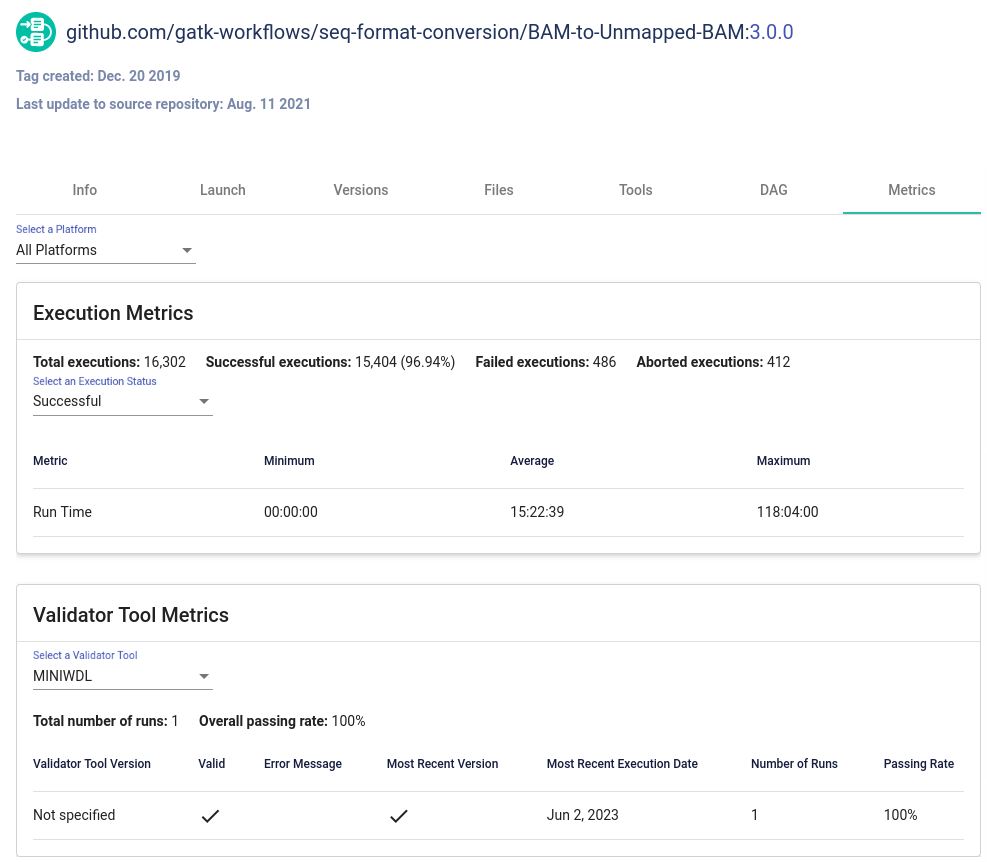 github.com/gatk-workflows/seq-format-conversion/BAM-to-Unmapped-BAM:3.0.0
Tag created: Dec. 20 2019
Last update to source repository: Aug. 11 2021
Info Launch Versions Files Tools DAG Metrics
Select a Platform
All Platforms
Execution Metrics
Total executions: 16,302 Successful executions: 15,404 (96.94%) Failed executions: 486 Aborted executions: 412
Select an Execution Status
Successful
Metric Minimum Average Maximum
Run Time 00:00:00 15:22:39 118:04:00
Validator Tool Metrics
Select a Validator Tool
MINIWDL
Total number of runs: 1 Overall passing rate: 100%
Validator Tool Version Valid Error Message Most Recent Version Most Recent Execution Date Number of Runs Passing Rate
Not specified Jun 2, 2023 1 100%